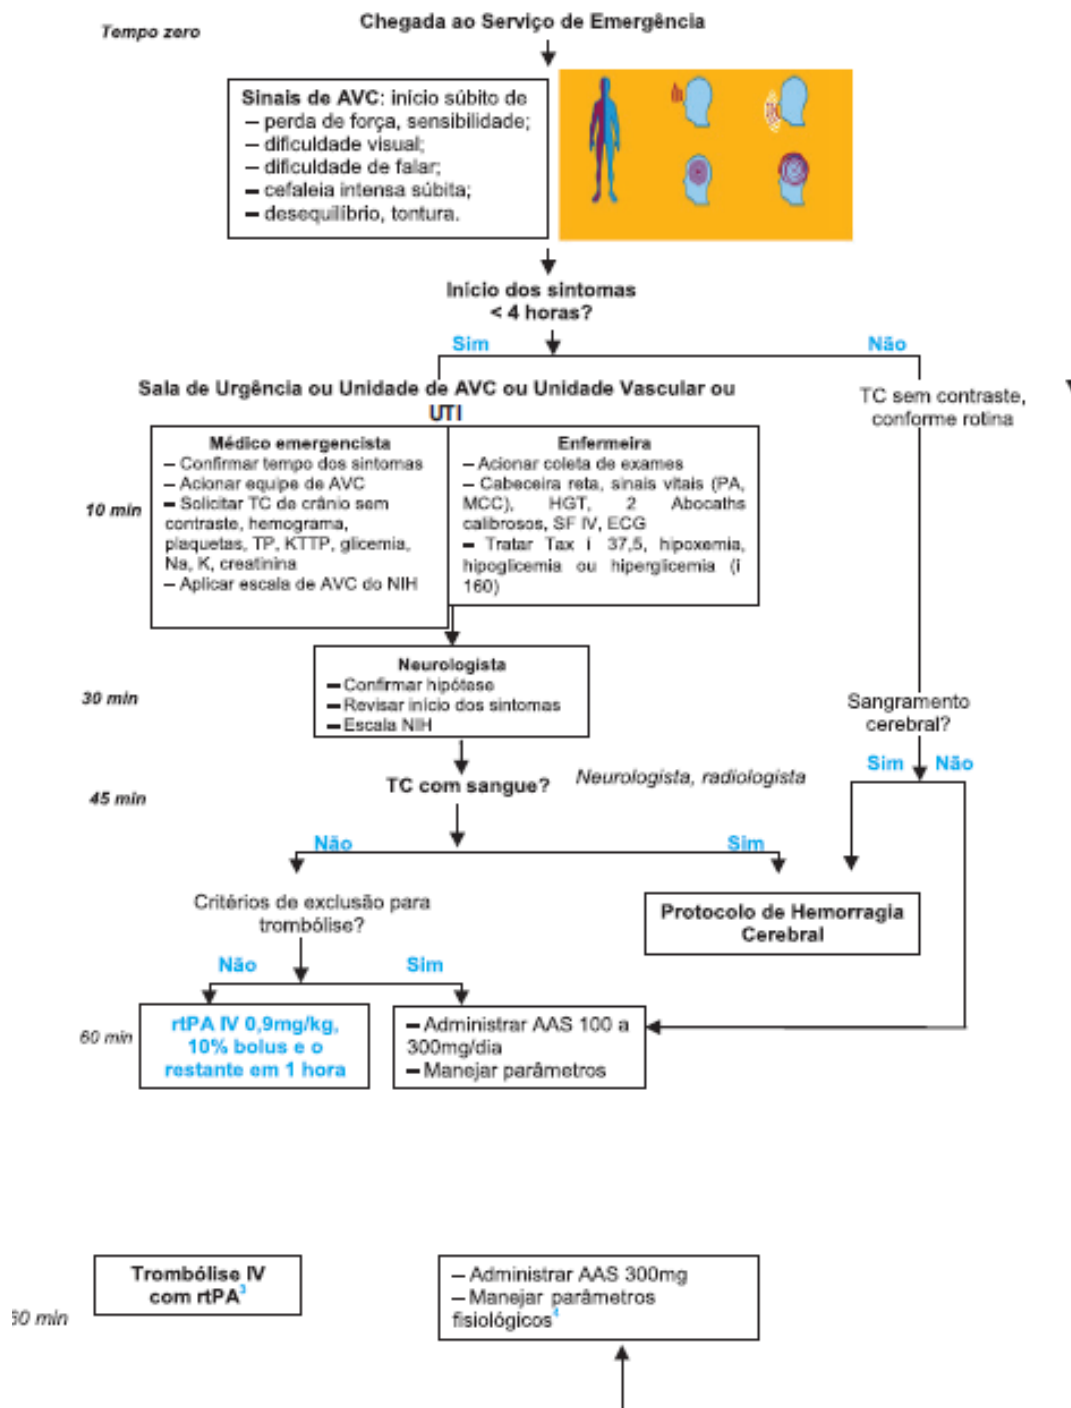 Chegada ao Serviço de Emergência
Tempo zero
Sinais de AVC: início súbito de
– perda de força, sensibilidade;
– dificuldade visual;
– dificuldade de falar;
– cefaleia intensa súbita;
– desequilíbrio, tontura.
Início dos sintomas
< 4 horas?
Sim
Não
Sala de Urgência ou Unidade de AVC ou Unidade Vascular ou
UTI
TC sem contraste,
conforme rotina
10 min
Médico emergencista
– Confirmar tempo dos sintomas
– Acionar equipe de AVC
– Solicitar TC de crânio sem
contraste, hemograma,
plaquetas, TP, KTTP, glicemia,
Na, K, creatinina
– Aplicar escala de AVC do NIH
Enfermeira
– Acionar coleta de exames
– Cabeceira reta, sinais vitais (PA,
MCC), HGT, 2 Abocaths
calibrosos, SF IV, ECG
– Tratar Tax i 37,5, hipoxemia,
hipoglicemia ou hiperglicemia (i
160)
30 min
Neurologista
– Confirmar hipótese
– Revisar início dos sintomas
– Escala NIH
Sangramento
cerebral?
Sim
Não
45 min
TC com sangue?
Neurologista, radiologista
Não
Sim
Critérios de exclusão para
trombólise?
Protocolo de Hemorragia
Cerebral
Não
Sim
60 min
rtPA IV 0,9mg/kg,
10% bolus e o
restante em 1 hora
– Administrar AAS 100 a
300mg/dia
– Manejar parâmetros
Trombólise IV
com rtPA³
60 min
– Administrar AAS 300mg
– Manejar parâmetros
fisiológicos⁴